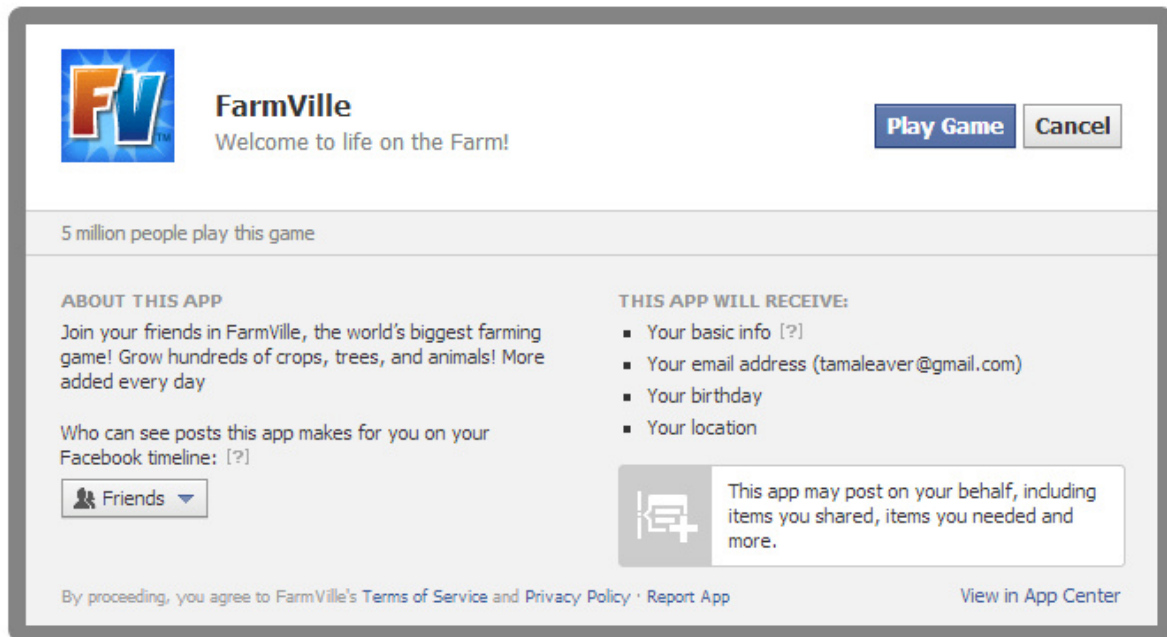 FV TM
FarmVille
Welcome to life on the Farm!
Play Game
Cancel
5 million people play this game
ABOUT THIS APP
Join your friends in FarmVille, the world's biggest farming
game! Grow hundreds of crops, trees, and animals! More
added every day
Who can see posts this app makes for you on your
Facebook timeline: [?]
Friends
THIS APP WILL RECEIVE:
Your basic info [?]
Your email address (tamaleaver@gmail.com)
Your birthday
Your location
This app may post on your behalf, including
items you shared, items you needed and
more.
By proceeding, you agree to FarmVille's Terms of Service and Privacy Policy · Report App
View in App Center